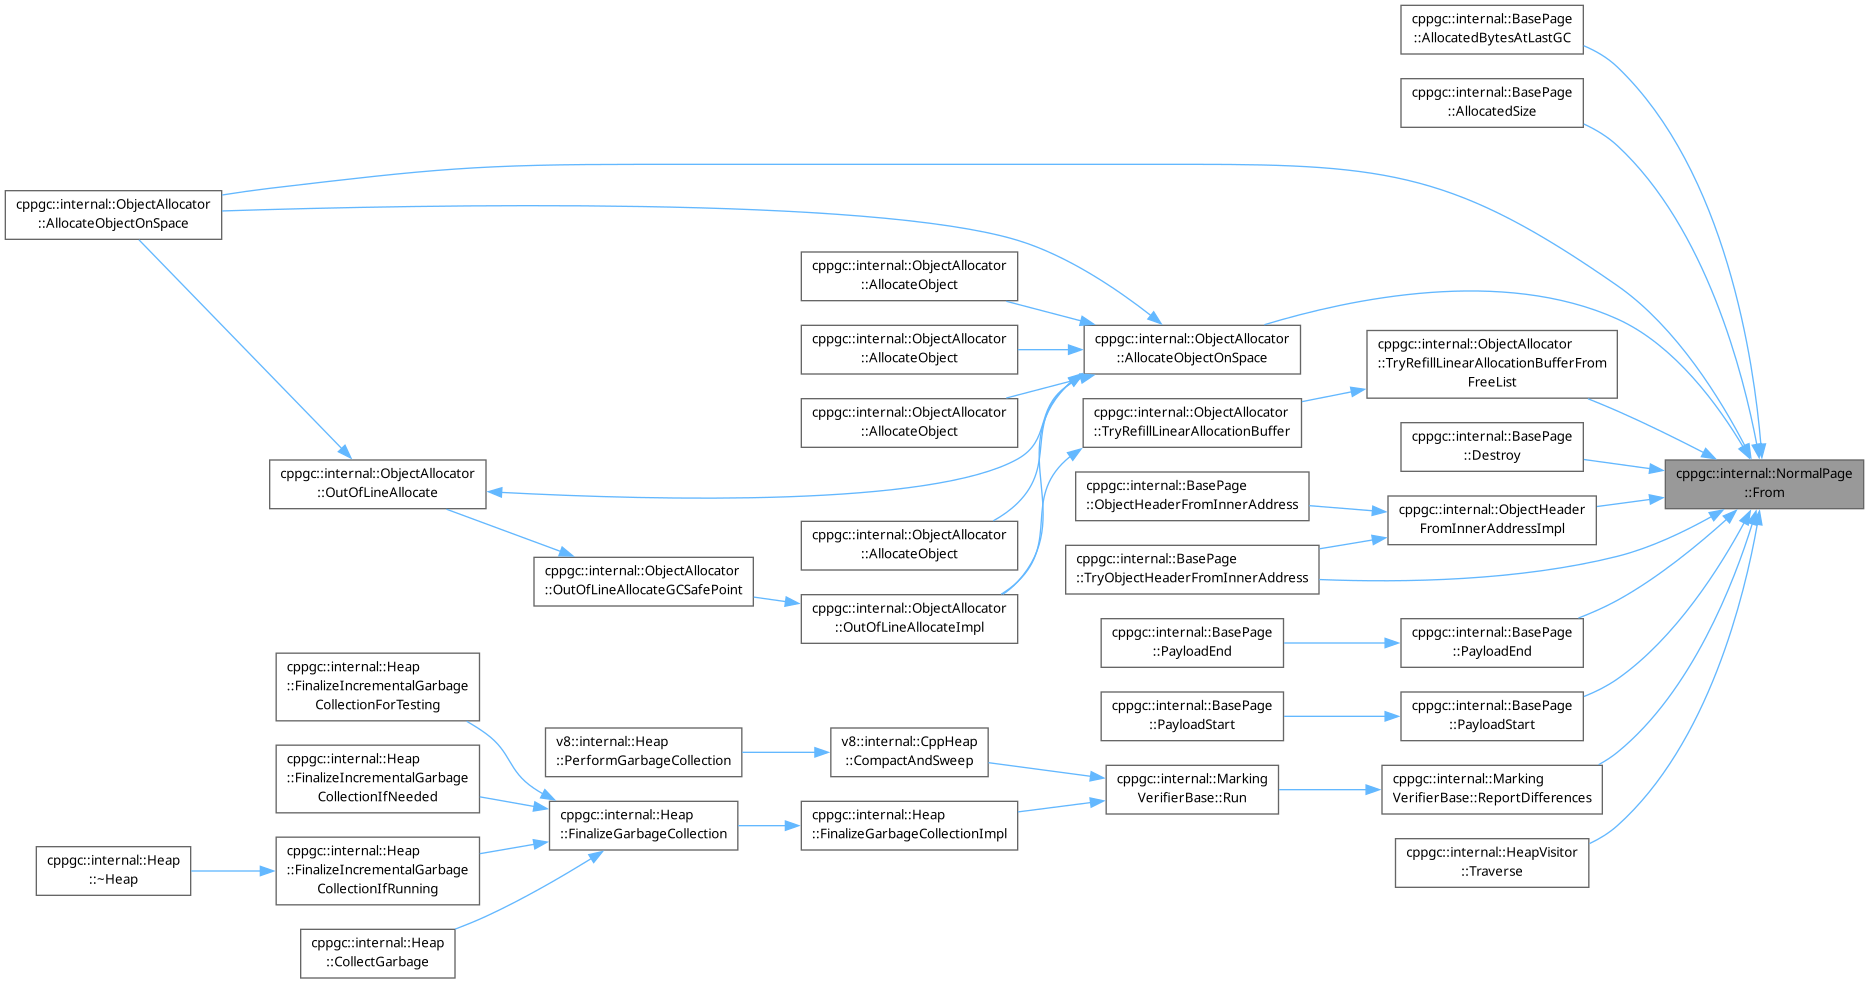 cppgc::internal::BasePage
::AllocatedBytesAtLastGC
cppgc::internal::BasePage
::AllocatedSize
cppgc::internal::ObjectAllocator
::AllocateObjectOnSpace
cppgc::internal::ObjectAllocator
::AllocateObject
cppgc::internal::ObjectAllocator
::AllocateObject
cppgc::internal::ObjectAllocator
::AllocateObjectOnSpace
cppgc::internal::ObjectAllocator
::TryRefillLinearAllocationBufferFrom
FreeList
cppgc::internal::ObjectAllocator
::AllocateObject
cppgc::internal::ObjectAllocator
::TryRefillLinearAllocationBuffer
cppgc::internal::BasePage
::Destroy
cppgc::internal::NormalPage
::From
cppgc::internal::ObjectAllocator
::OutOfLineAllocate
cppgc::internal::BasePage
::ObjectHeaderFromInnerAddress
cppgc::internal::ObjectHeader
FromInnerAddressImpl
cppgc::internal::ObjectAllocator
::AllocateObject
cppgc::internal::BasePage
::TryObjectHeaderFromInnerAddress
cppgc::internal::ObjectAllocator
::OutOfLineAllocateGCSafePoint
cppgc::internal::ObjectAllocator
::OutOfLineAllocateImpl
cppgc::internal::BasePage
::PayloadEnd
cppgc::internal::BasePage
::PayloadEnd
cppgc::internal::Heap
::FinalizeIncrementalGarbage
CollectionForTesting
cppgc::internal::BasePage
::PayloadStart
cppgc::internal::BasePage
::PayloadStart
v8::internal::Heap
::PerformGarbageCollection
v8::internal::CppHeap
::CompactAndSweep
cppgc::internal::Heap
::FinalizeIncrementalGarbage
CollectionIfNeeded
cppgc::internal::Marking
VerifierBase::Run
cppgc::internal::Marking
VerifierBase::ReportDifferences
cppgc::internal::Heap
::FinalizeGarbageCollection
cppgc::internal::Heap
::FinalizeGarbageCollectionImpl
cppgc::internal::Heap
::~Heap
cppgc::internal::Heap
::FinalizeIncrementalGarbage
CollectionIfRunning
cppgc::internal::HeapVisitor
::Traverse
cppgc::internal::Heap
::CollectGarbage